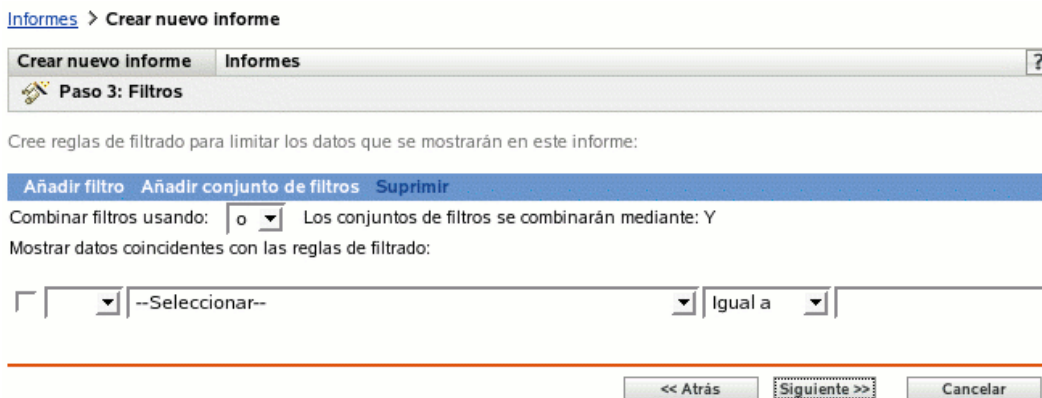 Informes > Crear nuevo informe
Crear nuevo informe Informes ?
Paso 3: Filtros
Cree reglas de filtrado para limitar los datos que se mostrarán en este informe:
Añadir filtro Añadir conjunto de filtros Suprimir
Combinar filtros usando: o Los conjuntos de filtros se combinarán mediante: Y
Mostrar datos coincidentes con las reglas de filtrado:
--Seleccionar-- Igual a
<< Atrás Siguiente >> Cancelar